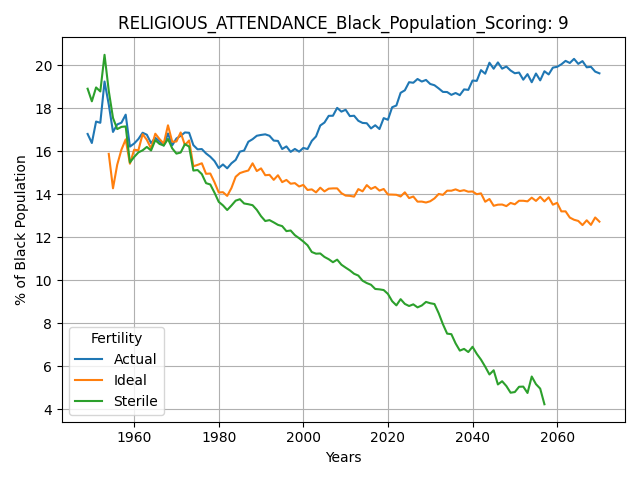 RELIGIOUS_ATTENDANCE_Black_Population_Scoring: 9
% of Black Population
20
18
16
14
12
10
8
6
4
Fertility
Actual
Ideal
Sterile
1960 1980 2000 2020 2040 2060
Years